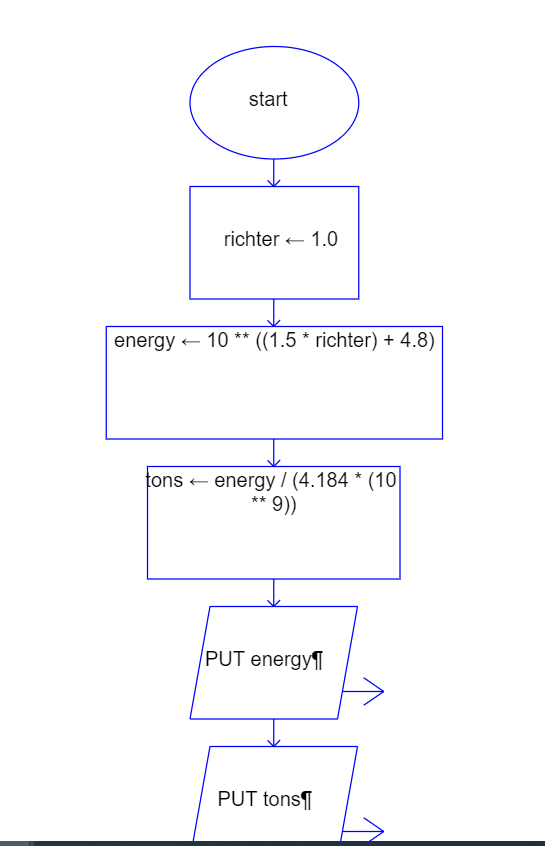 start
richter ← 1.0
energy ← 10 ** ((1.5 * richter) + 4.8)
tons ← energy / (4.184 * (10
** 9))
PUT energy¶
PUT tons¶